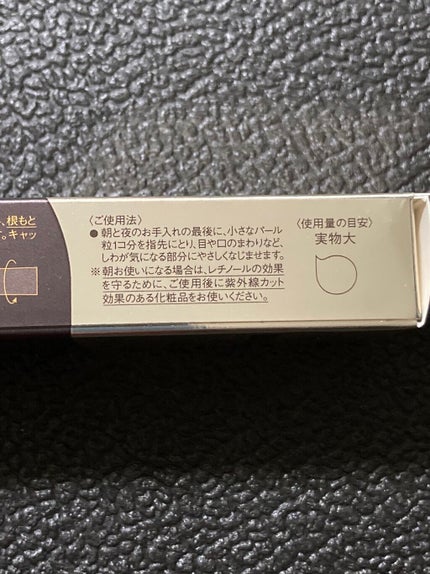 、根もと
。キャッ
〈ご使用法〉
●朝と夜のお手入れの最後に、小さなパール
粒1コ分を指先にとり、目や口のまわりなど、
しわが気になる部分にやさしくなじませます。
※朝お使いになる場合は、レチノールの効果
を守るために、ご使用後に紫外線カット
効果のある化粧品をお使いください。
〈使用量の目安〉
実物大